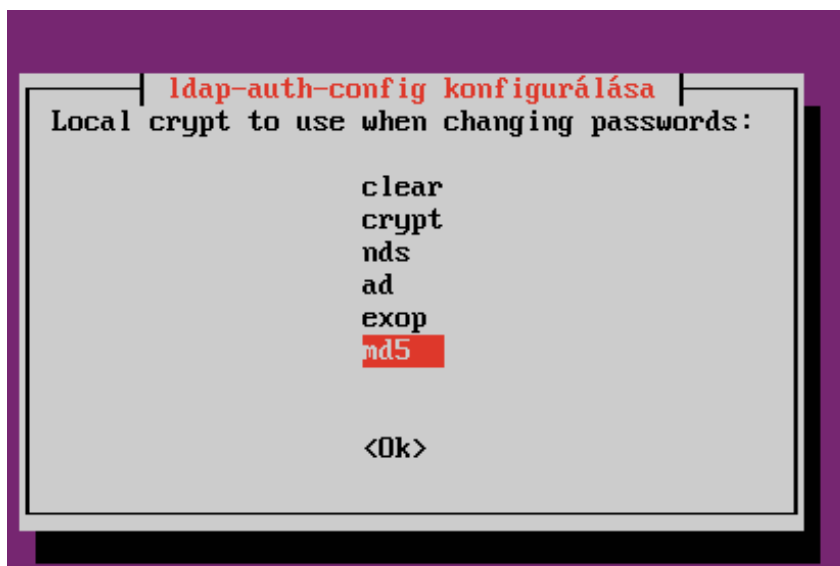 ldap-auth-config konfigurálása
Local crypt to use when changing passwords:
clear
crypt
nds
ad
exop
md5
<Ok>